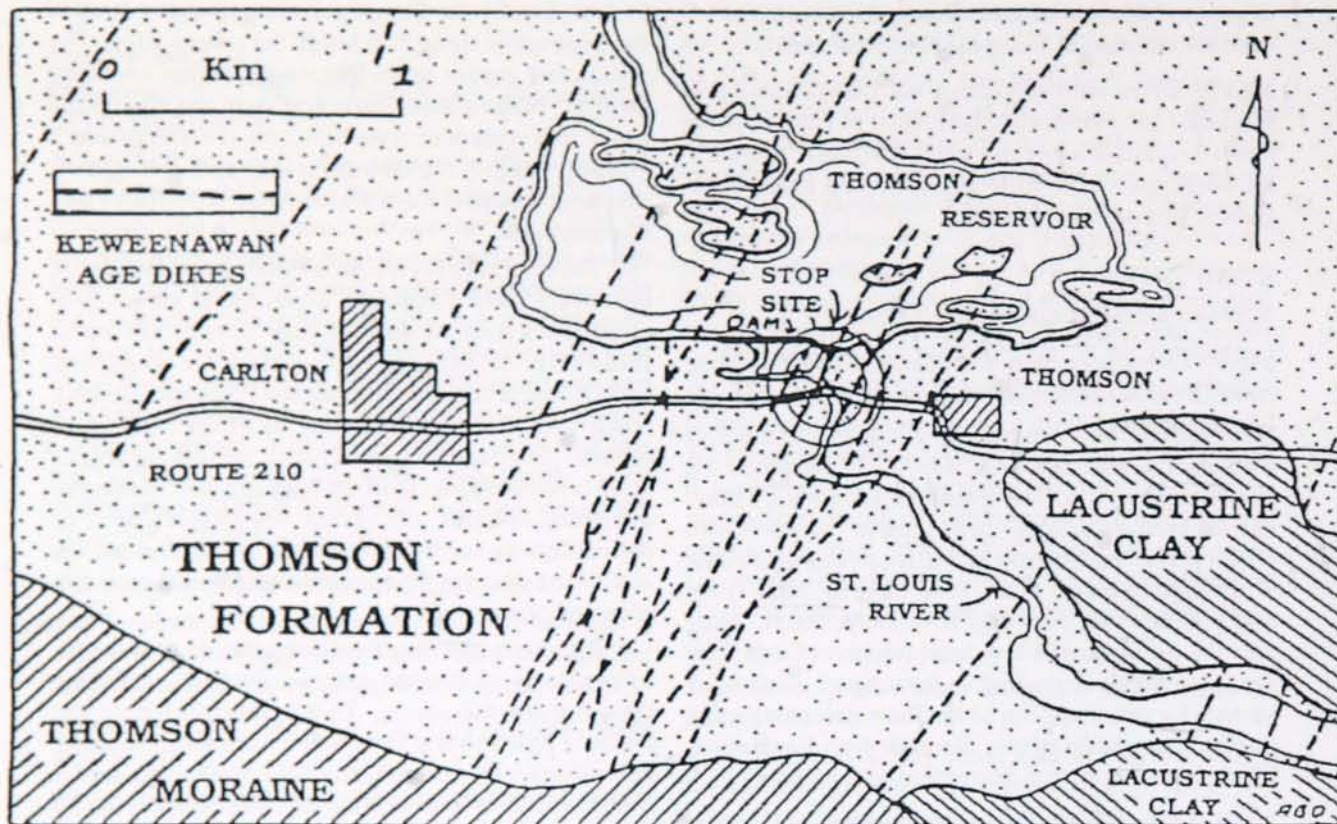 0 Km 1
N
KEWEENAWAN
AGE DIKES
THOMSON
RESERVOIR
STOP
SITE
DAMS
CARLTON
THOMSON
ROUTE 210
LACUSTRINE
CLAY
THOMSON
FORMATION
ST. LOUIS
RIVER
THOMSON
MORAINE
LACUSTRINE
CLAY